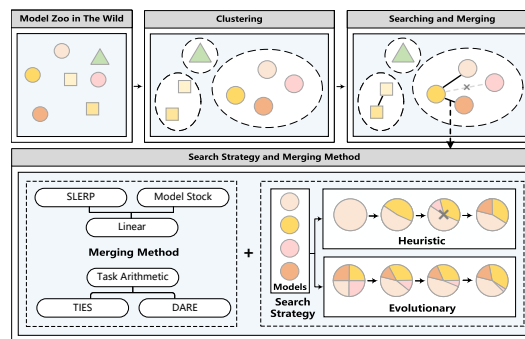 Model Zoo in The Wild
Clustering
Searching and Merging
Search Strategy and Merging Method
SLERP
Model Stock
Linear
Merging Method
Task Arithmetic
TIES
DARE
+
Models
Search
Strategy
Heuristic
Evolutionary